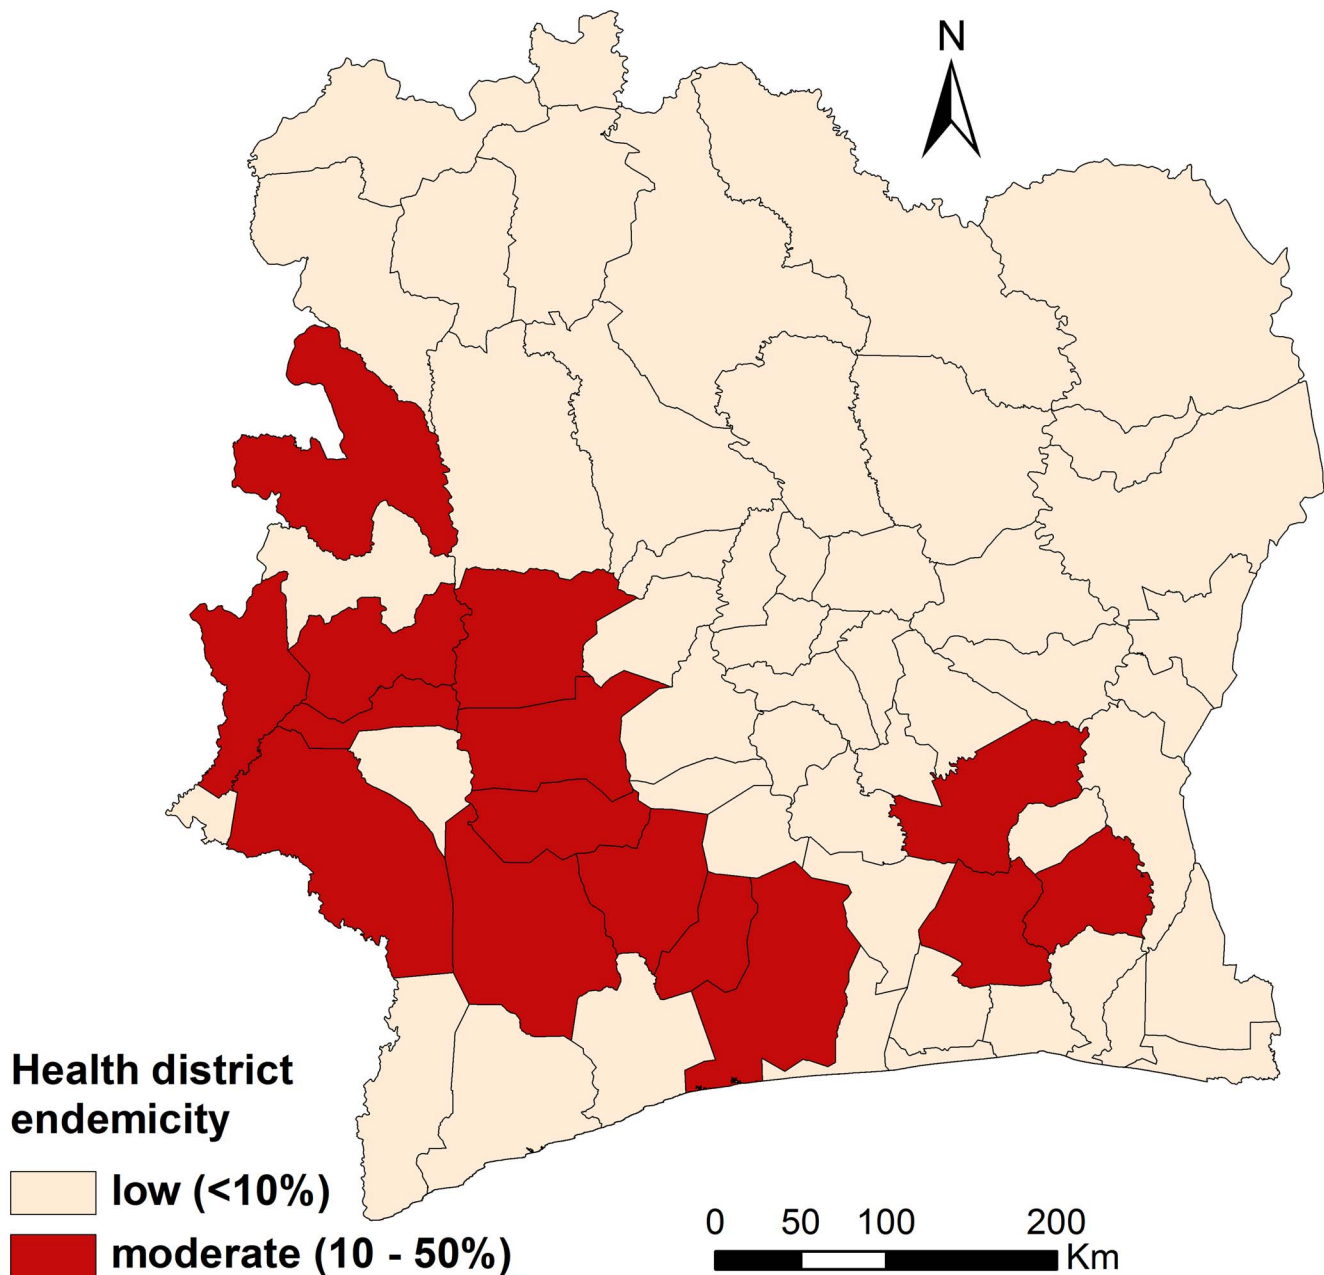 N
Health district
endemicity
low (<10%)
moderate (10 - 50%)
0 50 100 200
Km